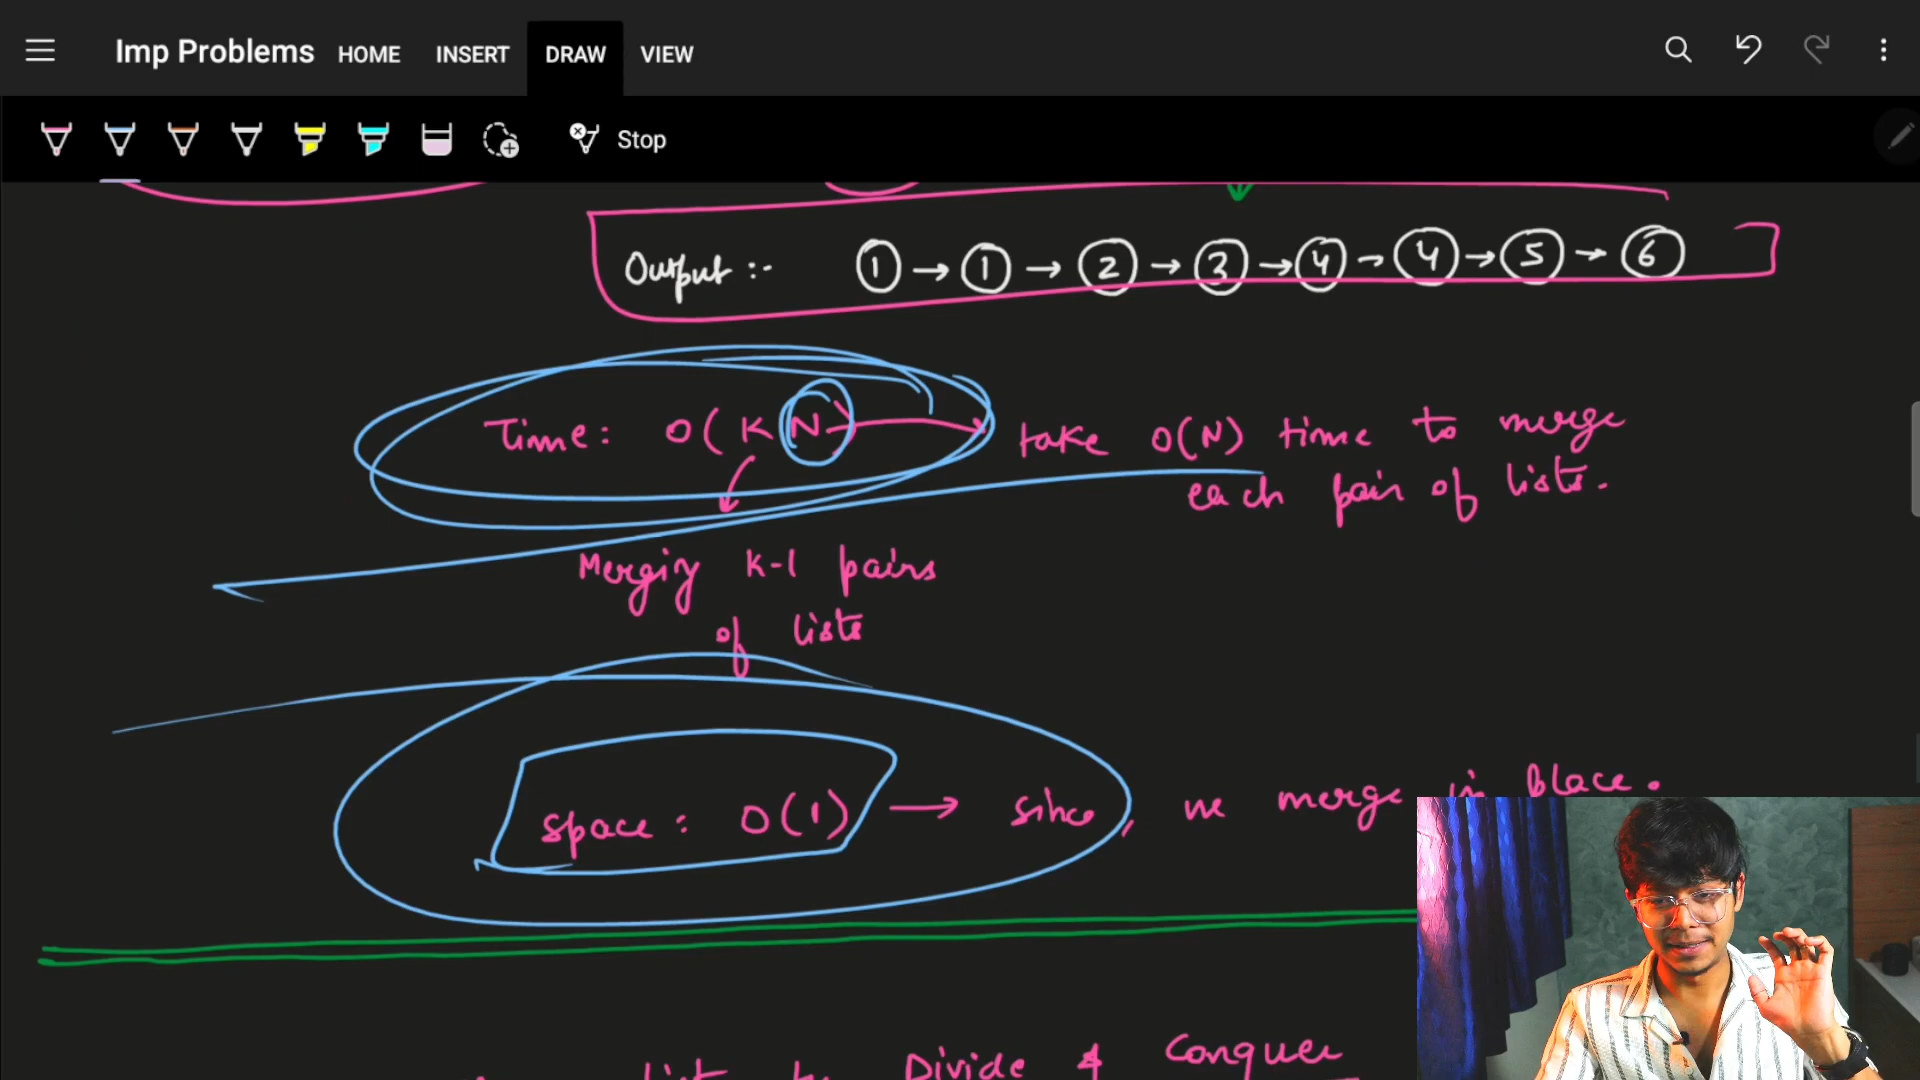 Imp Problems HOME INSERT DRAW VIEW
Stop
Output :- 1 → 1 → 2 → 3 → 4 → 4 → 5 → 6
Time: O(KN) → take O(N) time to merge
each pair of lists.
Merging K-1 pairs
of lists
space: O(1) → since, we merge in place.
list Divide & Conquer